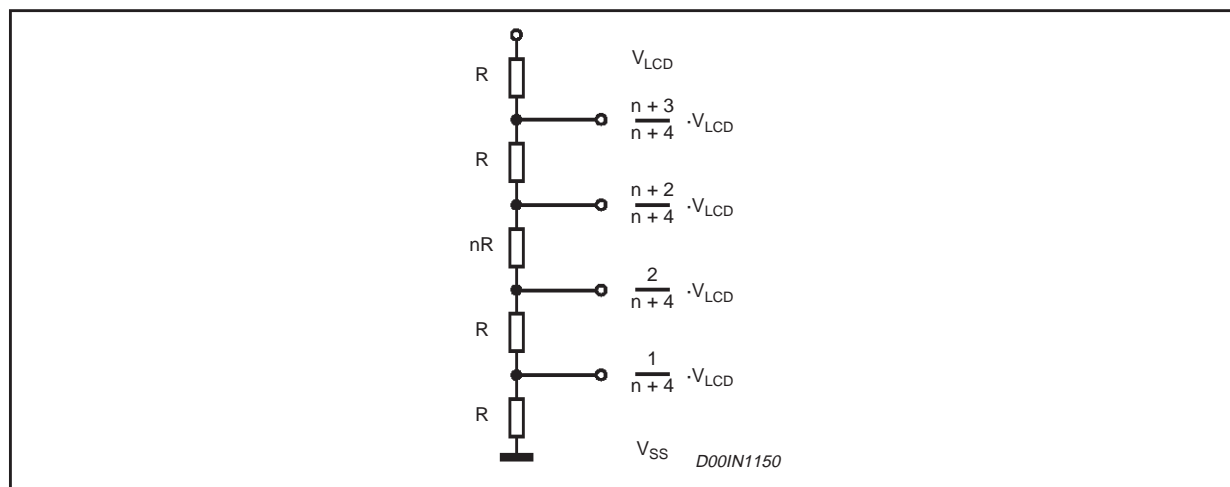 R
V_LCD
n + 3
n + 4 ·V_LCD
R
n + 2
n + 4 ·V_LCD
nR
2
n + 4 ·V_LCD
R
1
n + 4 ·V_LCD
R
V_SS
D00IN1150